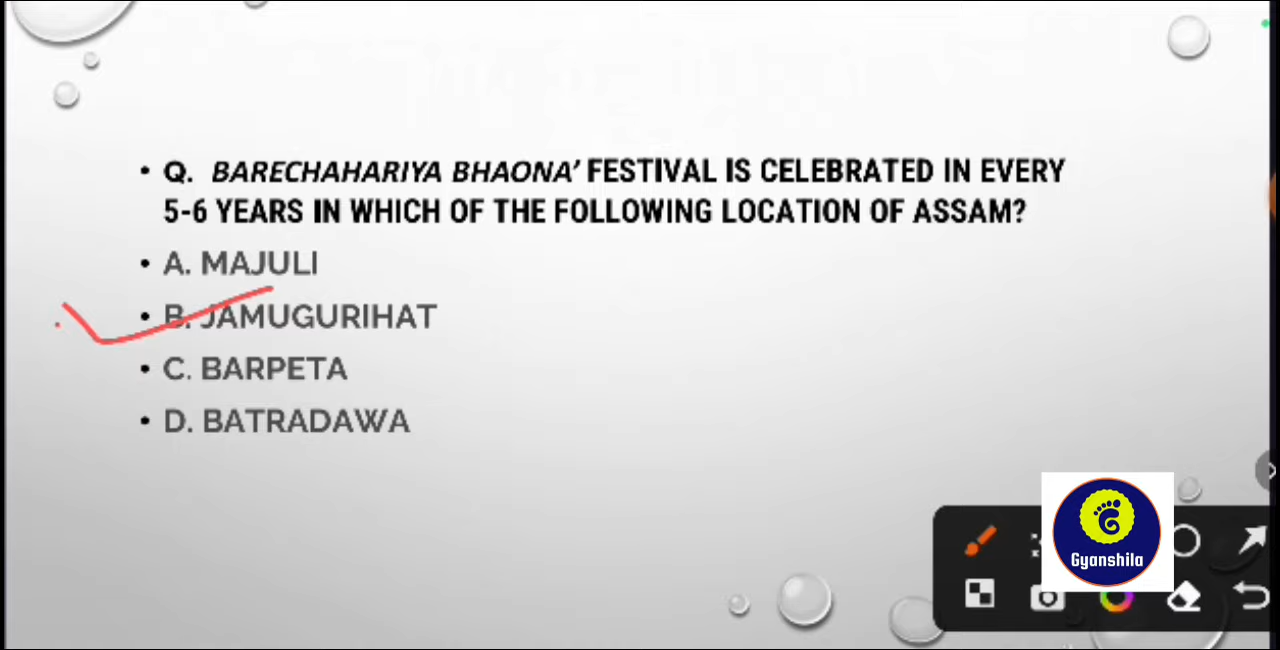 • Q. BARECHAHARIYA BHAONA’ FESTIVAL IS CELEBRATED IN EVERY
5-6 YEARS IN WHICH OF THE FOLLOWING LOCATION OF ASSAM?
• A. MAJULI
• B. JAMUGURIHAT
• C. BARPETA
• D. BATRADAWA
Gyanshila